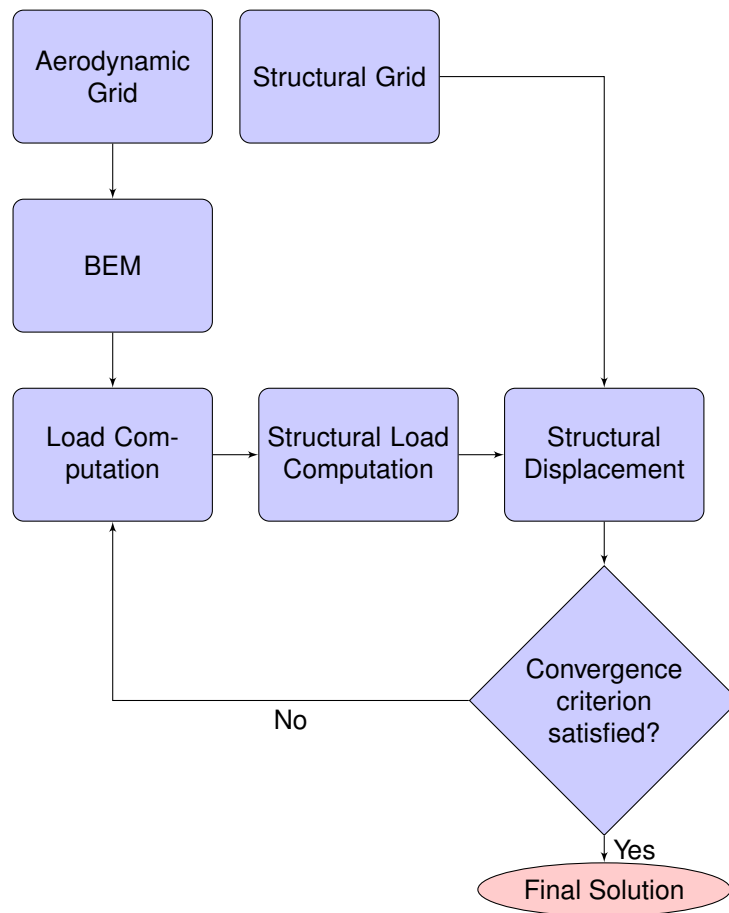 Aerodynamic
Grid
Structural Grid
BEM
Load Com-
putation
Structural Load
Computation
Structural
Displacement
Convergence
criterion
satisfied?
No
Yes
Final Solution